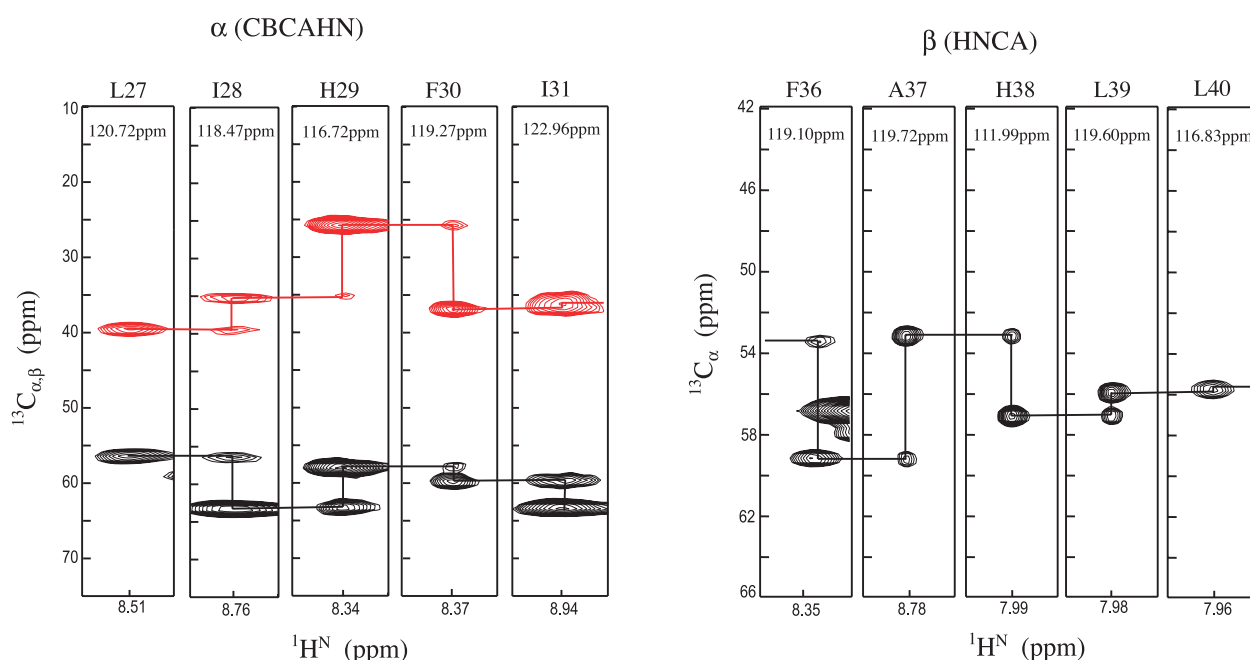 α (CBCAHN)
L27 I28 H29 F30 I31
120.72ppm 118.47ppm 116.72ppm 119.27ppm 122.96ppm
10
20
30
40
50
60
70
¹³Cα,β (ppm)
8.51 8.76 8.34 8.37 8.94
¹Hᴺ (ppm)
β (HNCA)
F36 A37 H38 L39 L40
119.10ppm 119.72ppm 111.99ppm 119.60ppm 116.83ppm
42
46
50
54
58
62
66
¹³Cα (ppm)
8.35 8.78 7.99 7.98 7.96
¹Hᴺ (ppm)